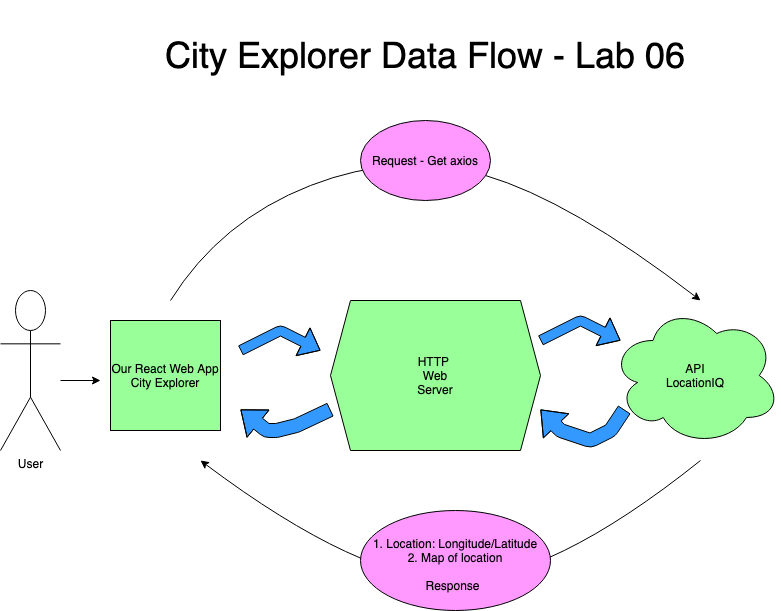 City Explorer Data Flow - Lab 06
Request - Get axios
Our React Web App
City Explorer
HTTP
Web
Server
API
LocationIQ
User
1. Location: Longitude/Latitude
2. Map of location
Response